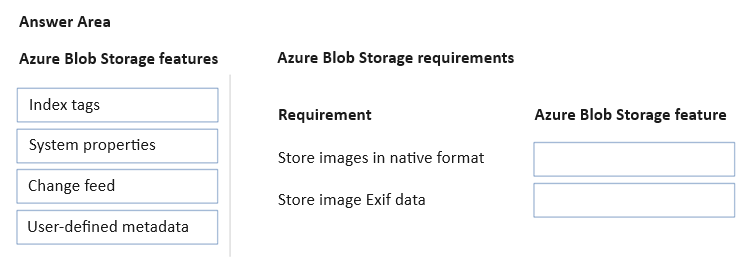 Answer Area
Azure Blob Storage features
Index tags
System properties
Change feed
User-defined metadata
Azure Blob Storage requirements
Requirement
Azure Blob Storage feature
Store images in native format
Store image Exif data